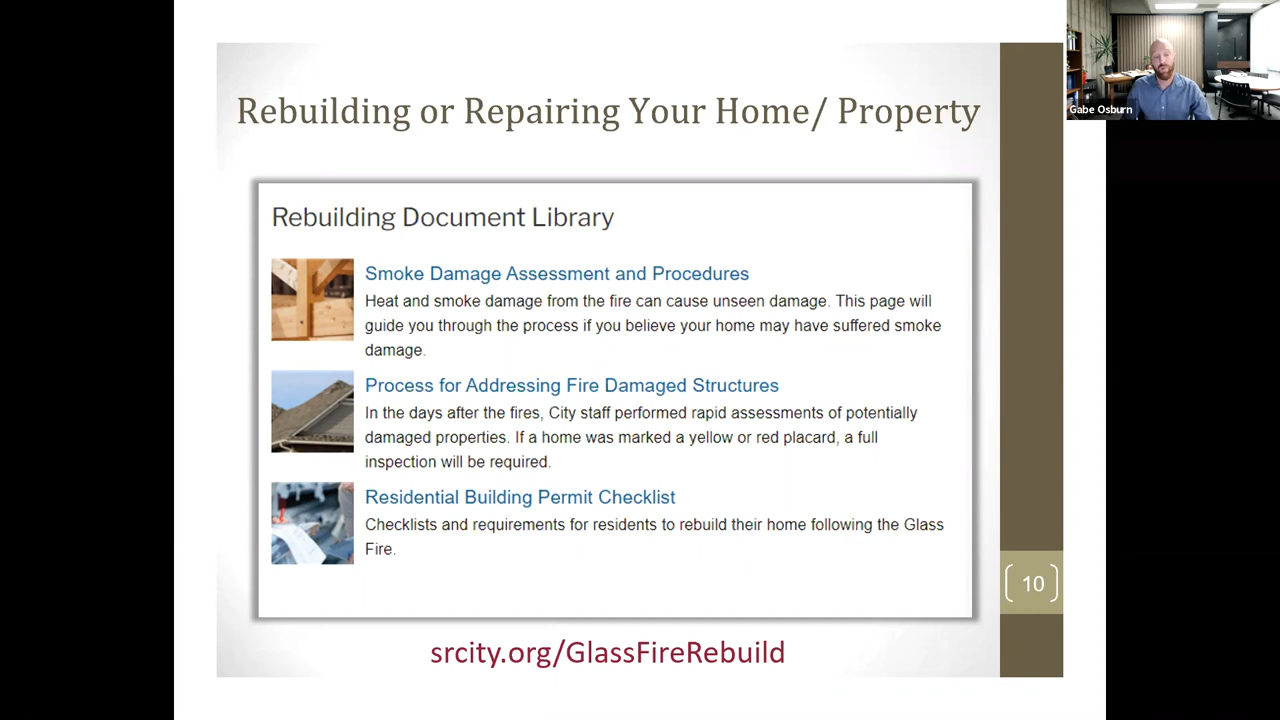 Rebuilding or Repairing Your Home/ Property
Gabe Osburn
Rebuilding Document Library
Smoke Damage Assessment and Procedures
Heat and smoke damage from the fire can cause unseen damage. This page will
guide you through the process if you believe your home may have suffered smoke
damage.
Process for Addressing Fire Damaged Structures
In the days after the fires, City staff performed rapid assessments of potentially
damaged properties. If a home was marked a yellow or red placard, a full
inspection will be required.
Residential Building Permit Checklist
Checklists and requirements for residents to rebuild their home following the Glass
Fire.
10
srcity.org/GlassFireRebuild